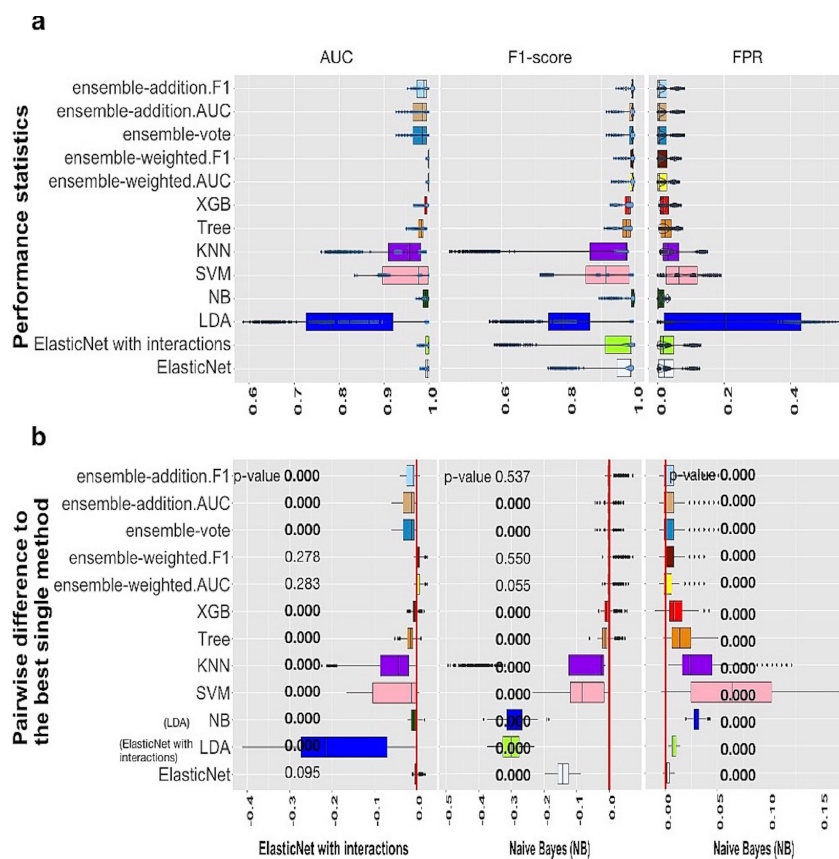 a
AUC F1-score FPR
Performance statistics
ensemble-addition.F1
ensemble-addition.AUC
ensemble-vote
ensemble-weighted.F1
ensemble-weighted.AUC
XGB
Tree
KNN
SVM
NB
LDA
ElasticNet with interactions
ElasticNet
0.6 0.7 0.8 0.9 1.0 0.6 0.8 1.0 0.0 0.2 0.4
b
Pairwise difference to
the best single method
ensemble-addition.F1 p-value 0.000 p-value 0.537 p-value 0.000
ensemble-addition.AUC 0.000 0.000 0.000
ensemble-vote 0.000 0.000 0.000
ensemble-weighted.F1 0.278 0.550 0.000
ensemble-weighted.AUC 0.283 0.055 0.000
XGB 0.000 0.000 0.000
Tree 0.000 0.000 0.000
KNN 0.000 0.000 0.000
SVM 0.000 0.000 0.000
(LDA) NB 0.000 0.000 0.000
(ElasticNet with
interactions) LDA 0.000 0.000 0.000
ElasticNet 0.095 0.000 0.000
-0.4 -0.3 -0.2 -0.1 0.0 -0.5 -0.4 -0.3 -0.2 -0.1 0.0 0.00 0.05 0.10 0.15
ElasticNet with interactions Naive Bayes (NB) Naive Bayes (NB)